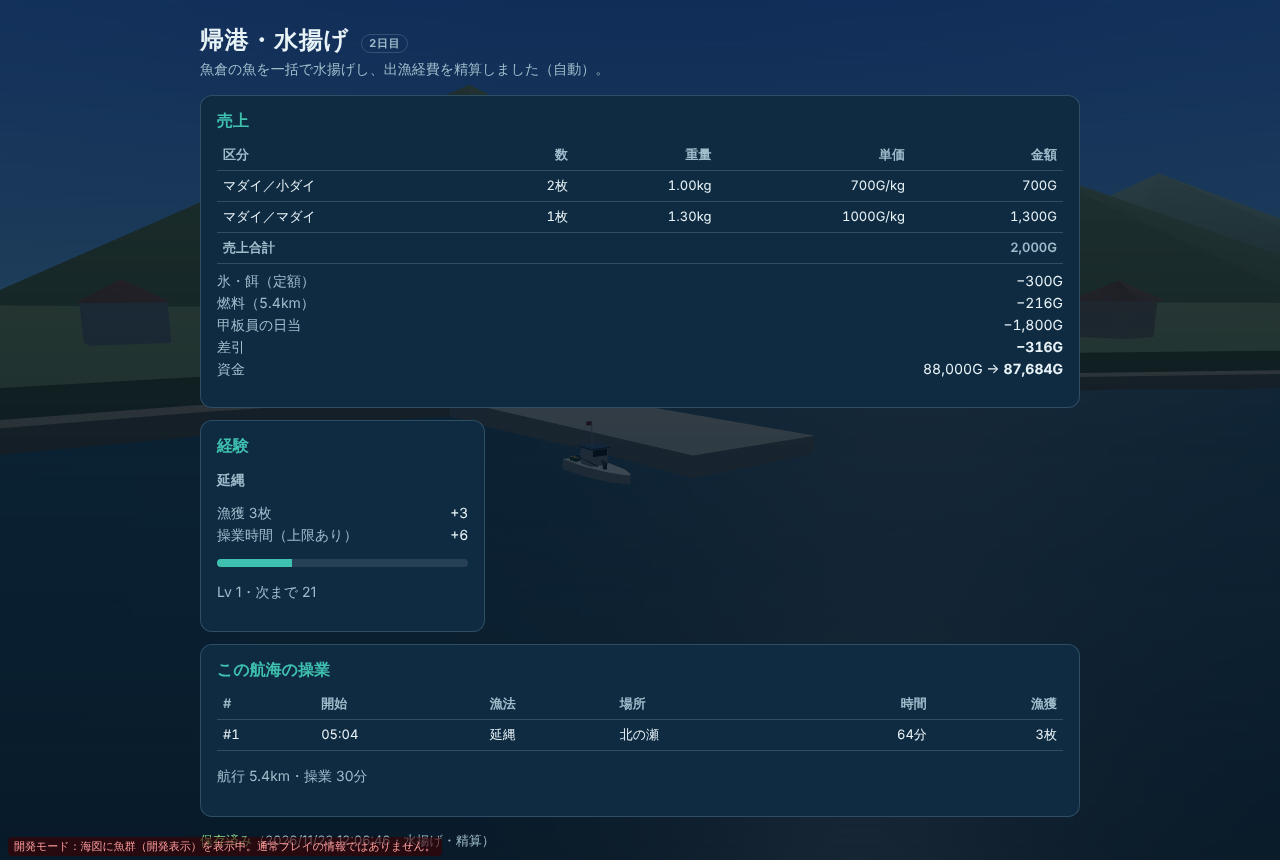 帰港・水揚げ 2日目
魚倉の魚を一括で水揚げし、出漁経費を精算しました（自動）。
売上
区分 数 重量 単価 金額
マダイ／小ダイ 2枚 1.00kg 700G/kg 700G
マダイ／マダイ 1枚 1.30kg 1000G/kg 1,300G
売上合計 2,000G
氷・餌（定額） −300G
燃料（5.4km） −216G
甲板員の日当 −1,800G
差引 −316G
資金 88,000G → 87,684G
経験
延縄
漁獲 3枚 +3
操業時間（上限あり） +6
Lv 1・次まで 21
この航海の操業
# 開始 漁法 場所 時間 漁獲
#1 05:04 延縄 北の瀬 64分 3枚
航行 5.4km・操業 30分
保存済み（2026/11/23 12:06:46・水揚げ・精算）
開発モード：海図に魚群（開発表示）を表示中。通常プレイの情報ではありません。